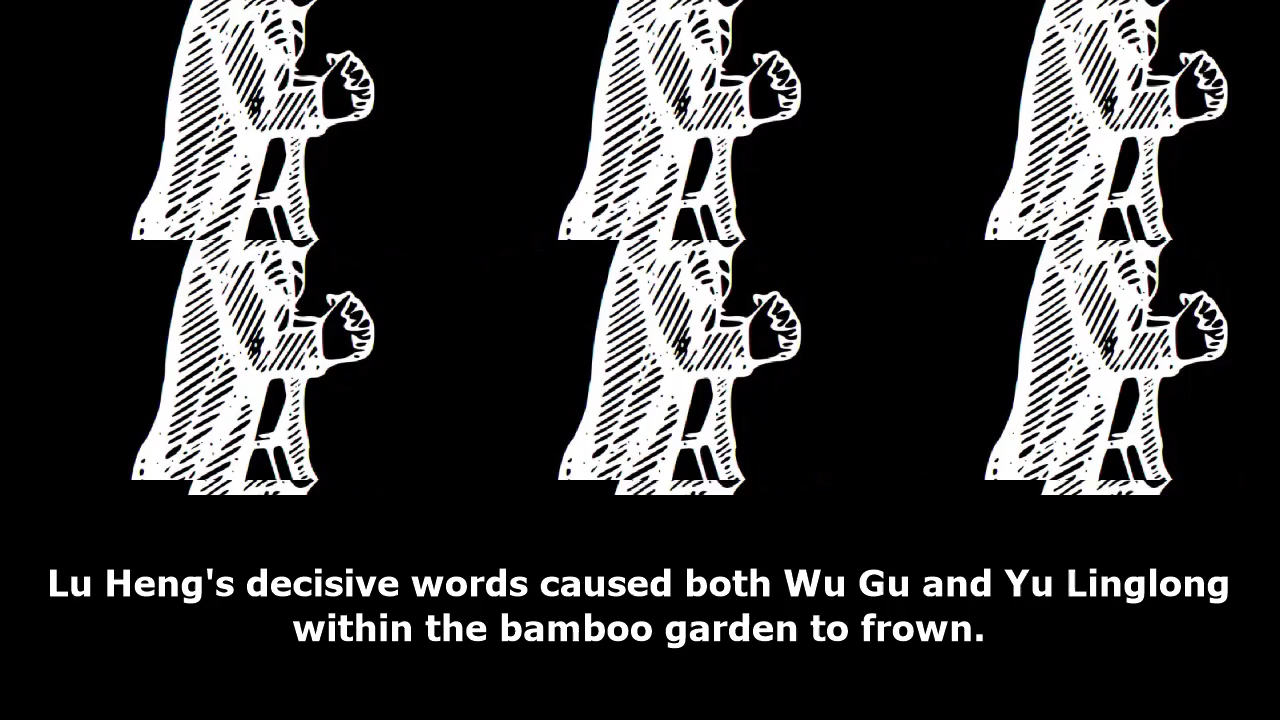 Lu Heng's decisive words caused both Wu Gu and Yu Linglong
within the bamboo garden to frown.